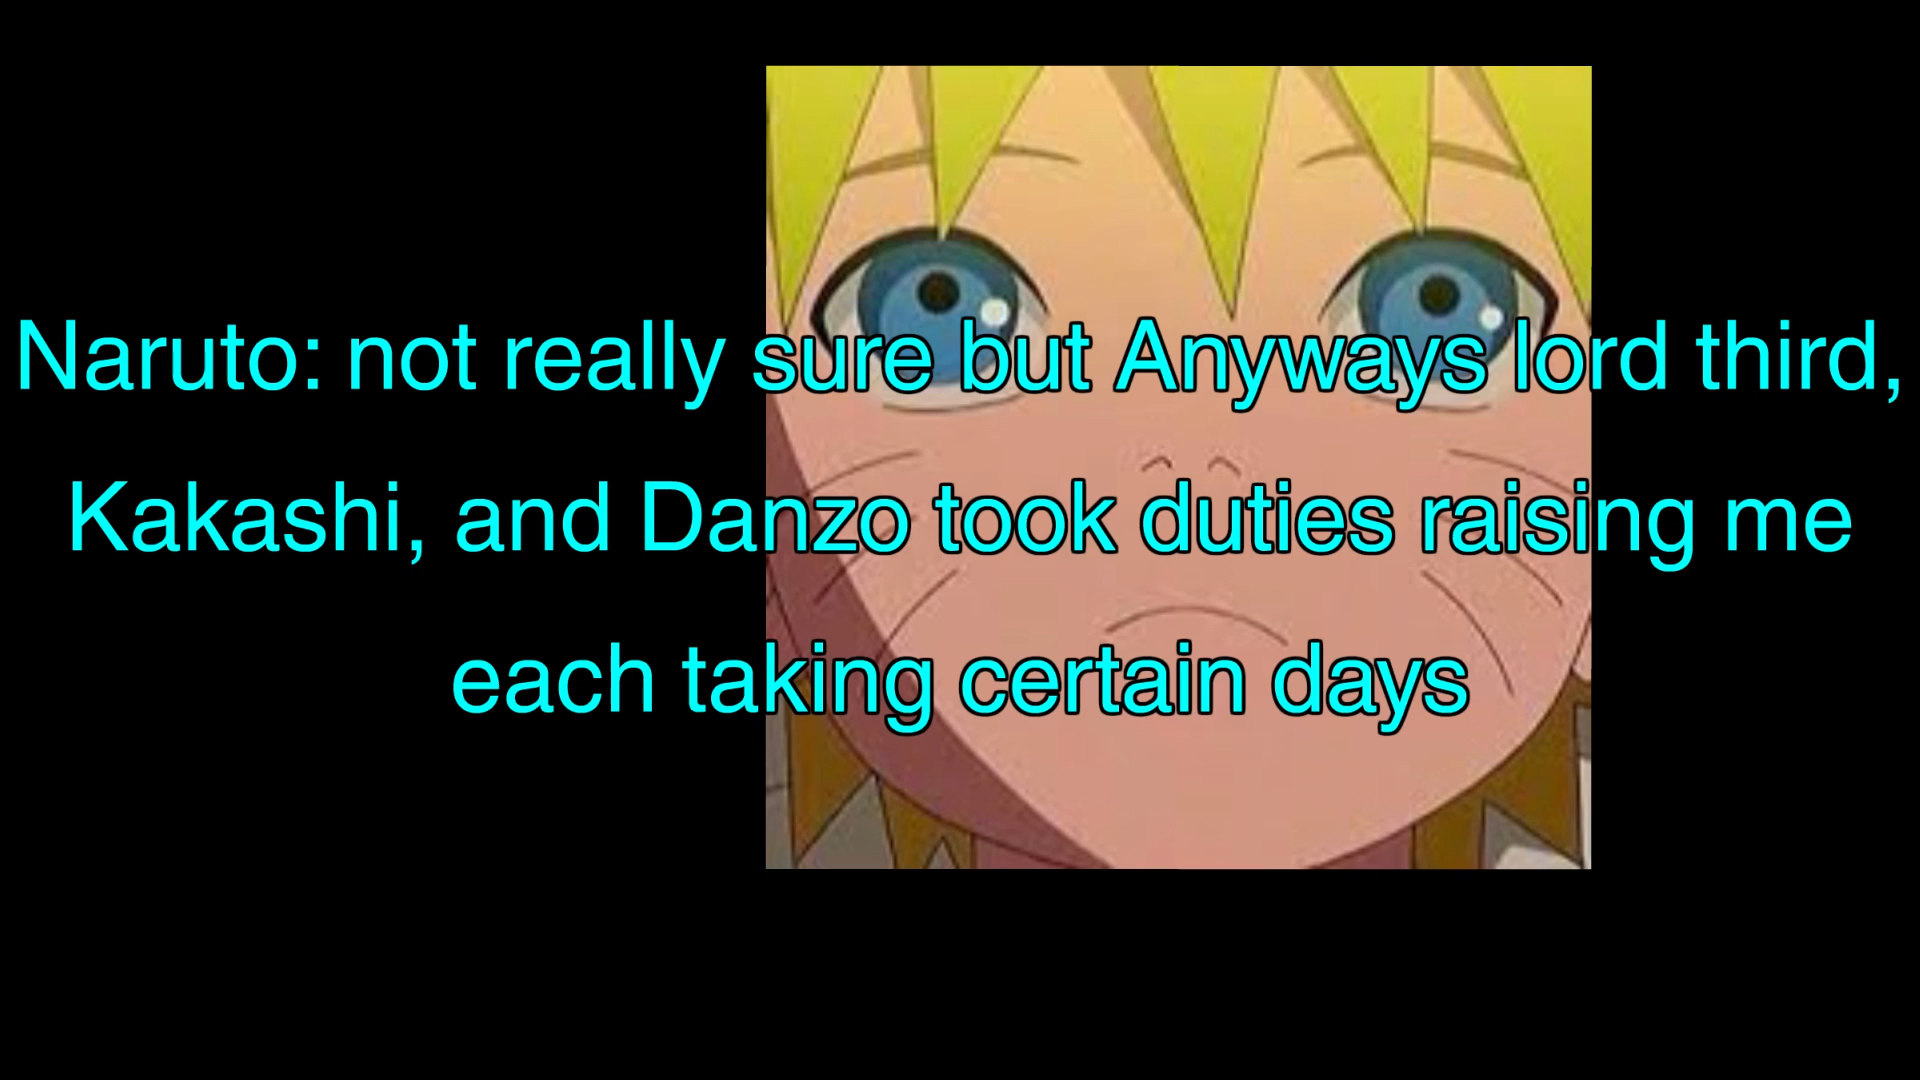 Naruto: not really sure but Anyways lord third,
Kakashi, and Danzo took duties raising me
each taking certain days